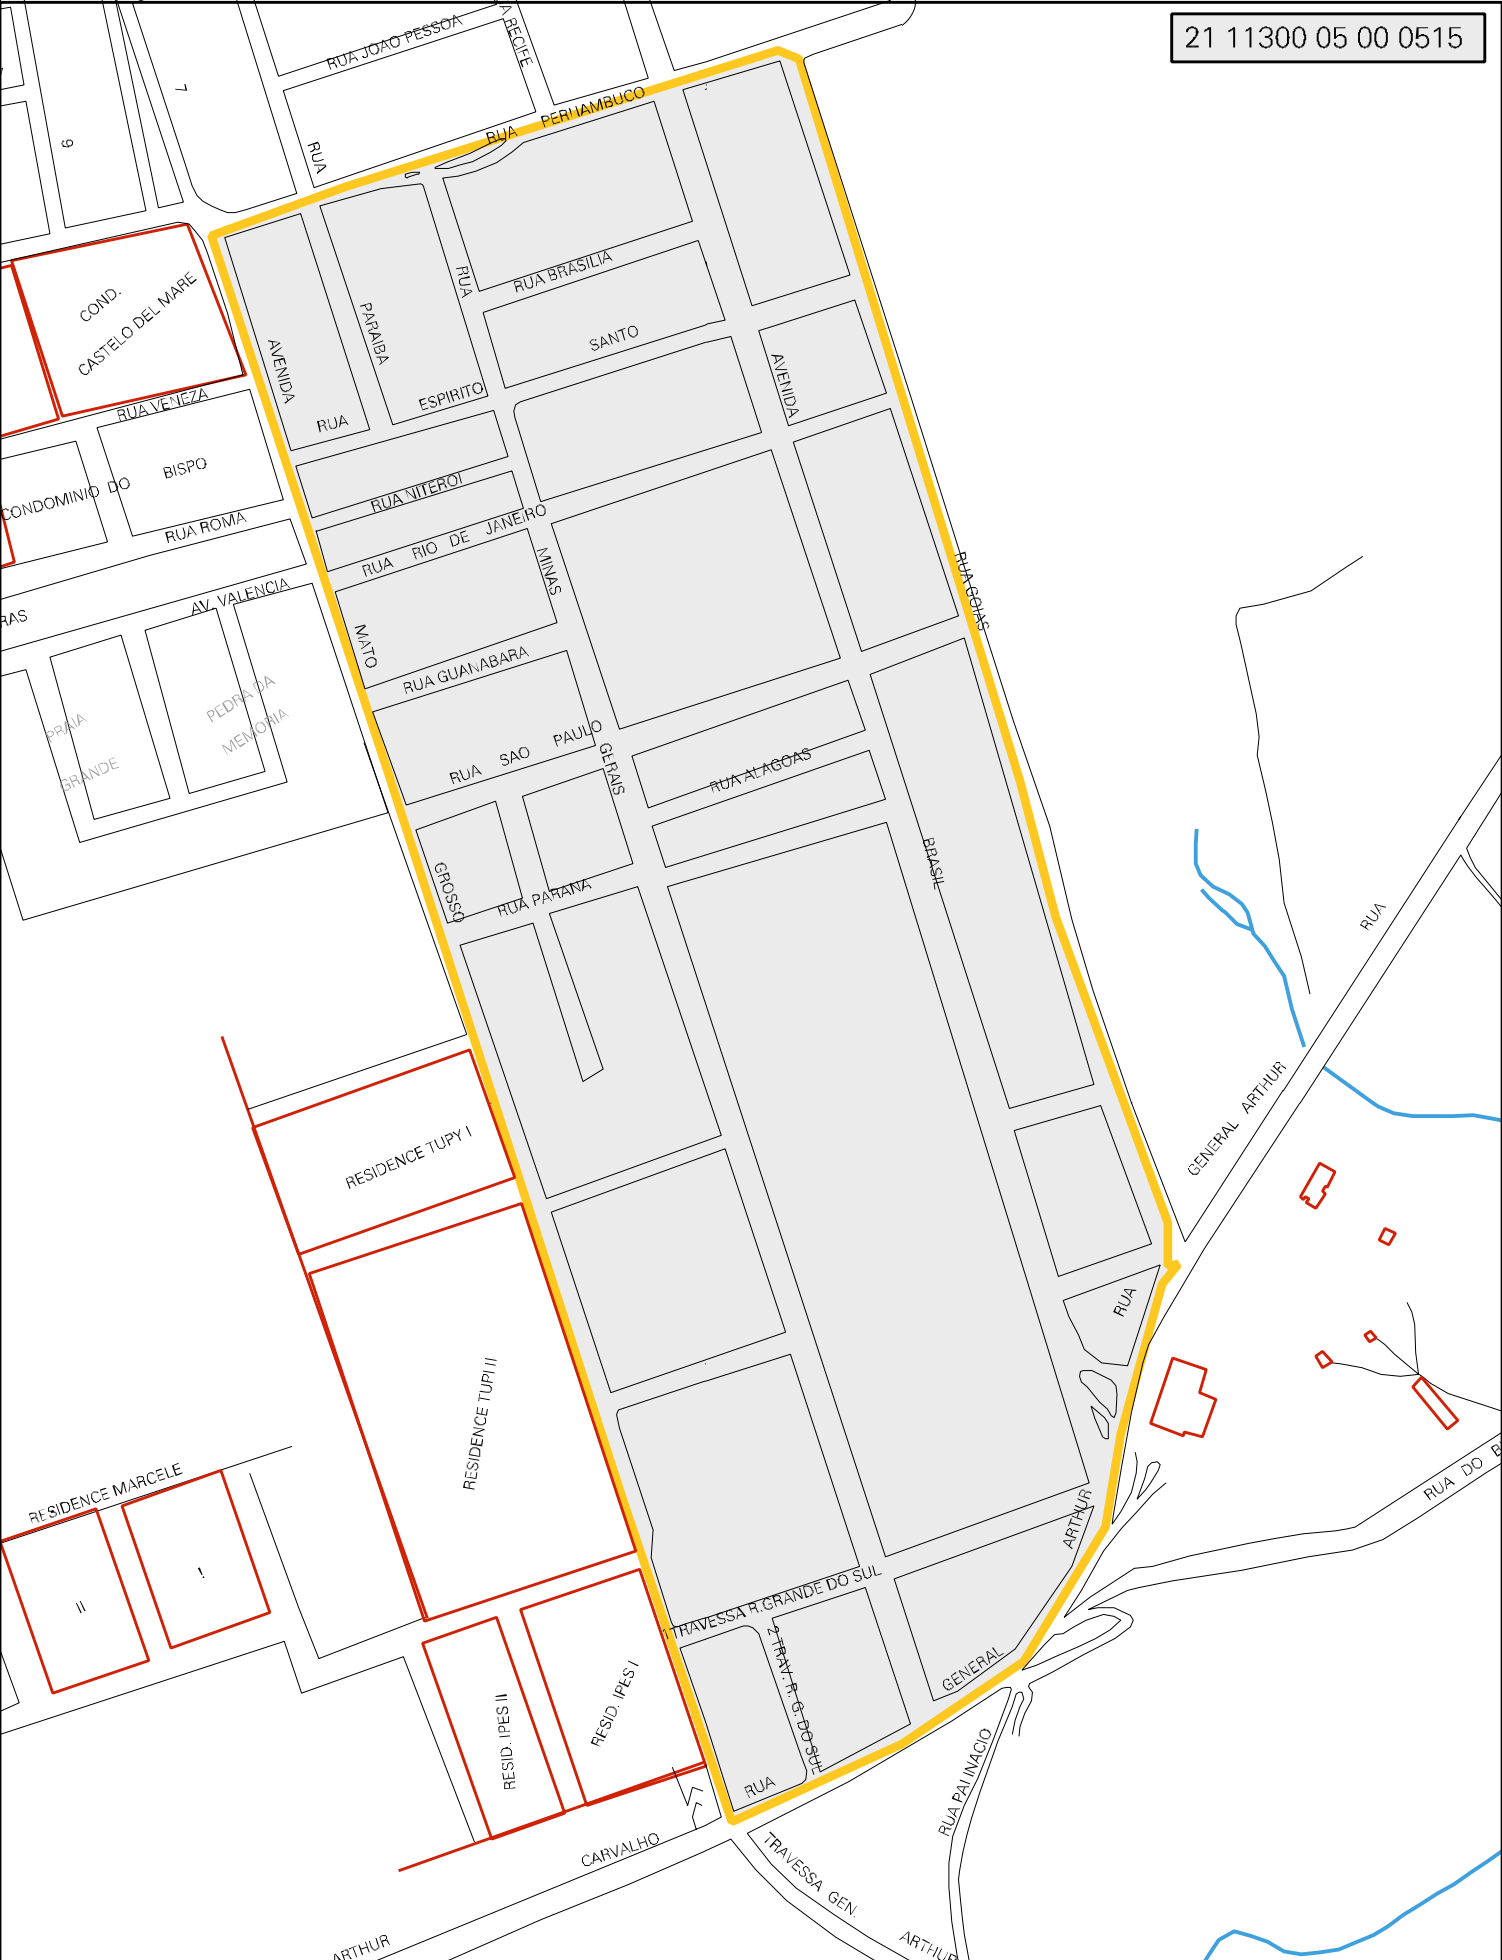 21 11300 05 00 0515
RUA JOAO PESSOA
A RECIFE
7
9
RUA
RUA PERNAMBUCO
COND.
CASTELO DEL MARE
RUA
RUA BRASILIA
PARAIBA
AVENIDA
SANTO
AVENIDA
ESPIRITO
RUA
RUA VENEZA
BISPO
CONDOMINIO DO
RUA NITEROI
RUA ROMA
RUA RIO DE JANEIRO
MINAS
RUA GOIAS
AV. VALENCIA
RAS
MATO
RUA GUANABARA
PRAIA
GRANDE
PEDRA DA
MEMORIA
RUA SAO PAULO
GERAIS
RUA ALAGOAS
BRASIL
GROSSO
RUA PARANA
RUA
GENERAL ARTHUR
RESIDENCE TUPY I
RUA
RESIDENCE TUPI II
RESIDENCE MARCELE
I
II
RUA DO B
ARTHUR
1 TRAVESSA R.GRANDE DO SUL
2 TRAV. R. G. DO SUL
GENERAL
RESID. IPES I
RESID. IPES II
RUA
RUA PAI INACIO
CARVALHO
TRAVESSA GEN.
ARTHUR
ARTHUR